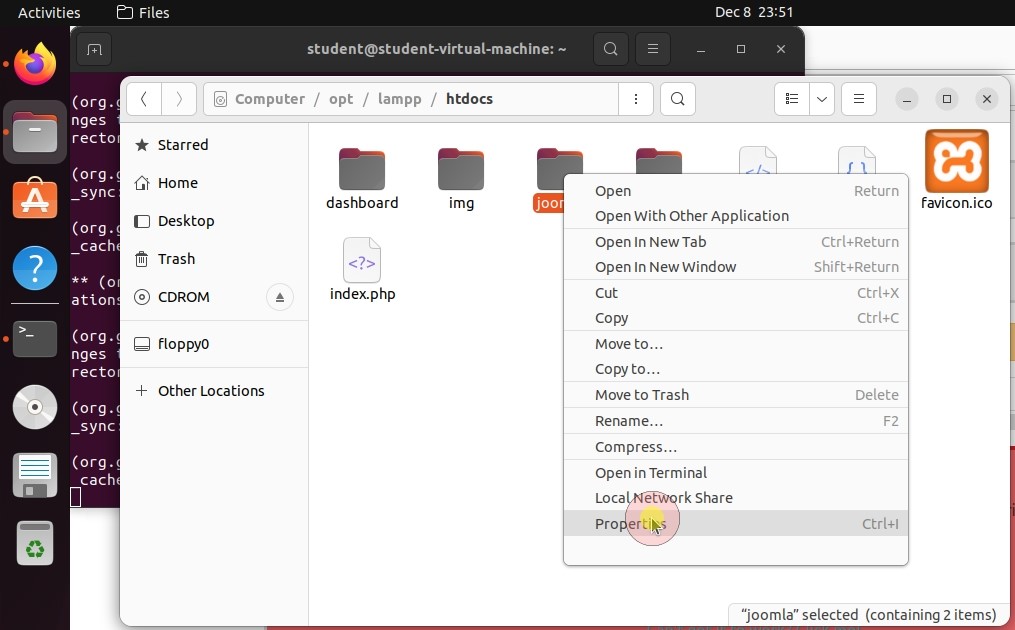 Activities
Files
Dec 8 23:51
student@student-virtual-machine: ~
(org.g
nges t
rector
(org.g
_sync:
(org.g
_cache
** (or
ations
(org.g
nges t
rector
(org.g
_sync:
(org.g
_cache
Computer / opt / lampp / htdocs
Starred
Home
Desktop
Trash
CDROM
floppy0
+ Other Locations
dashboard
img
joom
favicon.ico
index.php
Open Return
Open With Other Application
Open In New Tab Ctrl+Return
Open In New Window Shift+Return
Cut Ctrl+X
Copy Ctrl+C
Move to…
Copy to…
Move to Trash Delete
Rename… F2
Compress…
Open in Terminal
Local Network Share
Properties Ctrl+I
“joomla” selected (containing 2 items)